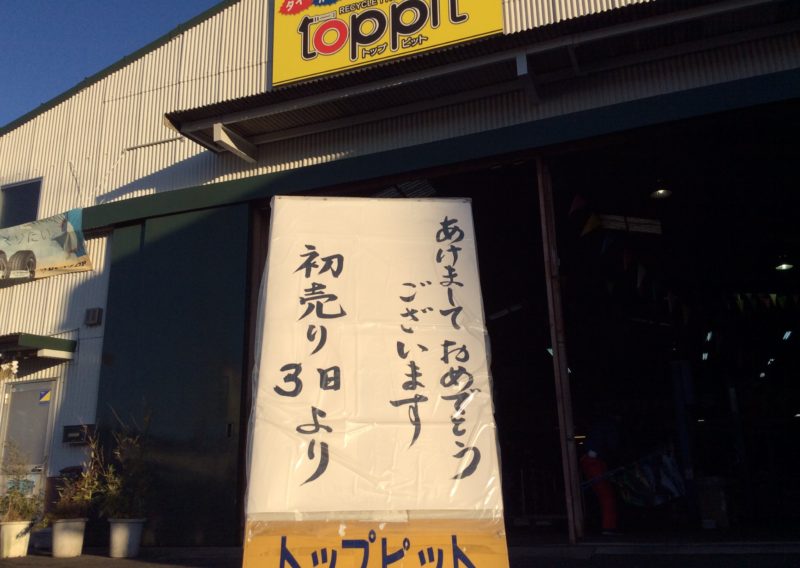 RECYCLE
toppit
トップ ピット
あけまして おめでとう
ございます
初売り 3日 より
トップピット